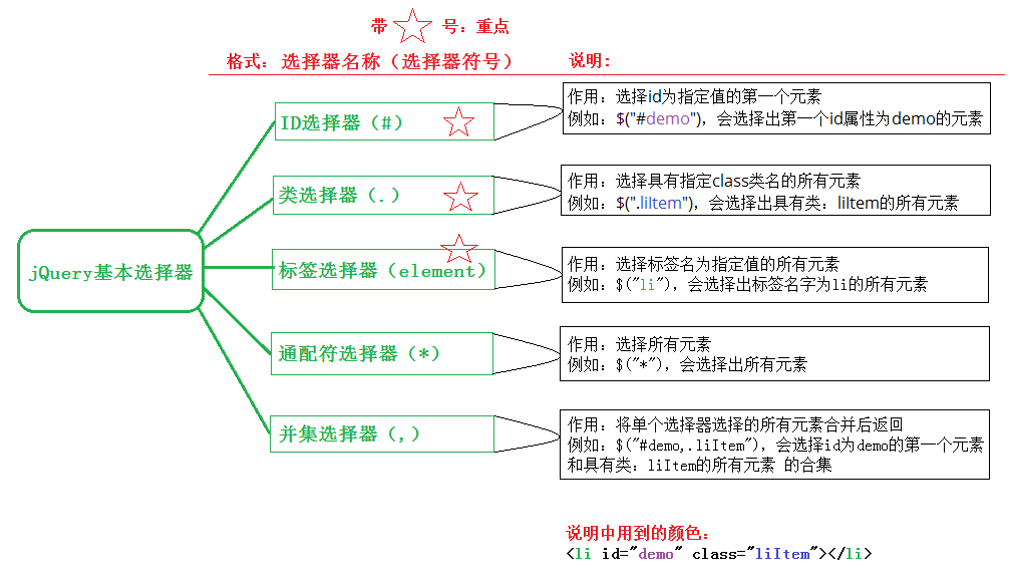 带☆号：重点
格式：选择器名称（选择器符号）
说明：
jQuery基本选择器
ID选择器（#）
作用：选择id为指定值的第一个元素
例如：$("#demo")，会选择出第一个id属性为demo的元素
类选择器（.）
作用：选择具有指定class类名的所有元素
例如：$(".liItem")，会选择出具有类：liItem的所有元素
标签选择器（element）
作用：选择标签名为指定值的所有元素
例如：$("li")，会选择出标签名字为li的所有元素
通配符选择器（*）
作用：选择所有元素
例如：$("*")，会选择出所有元素
并集选择器（,）
作用：将单个选择器选择的所有元素合并后返回
例如：$("#demo,.liItem")，会选择id为demo的第一个元素
和具有类：liItem的所有元素 的合集
说明中用到的颜色：
<li id="demo" class="liItem"></li>